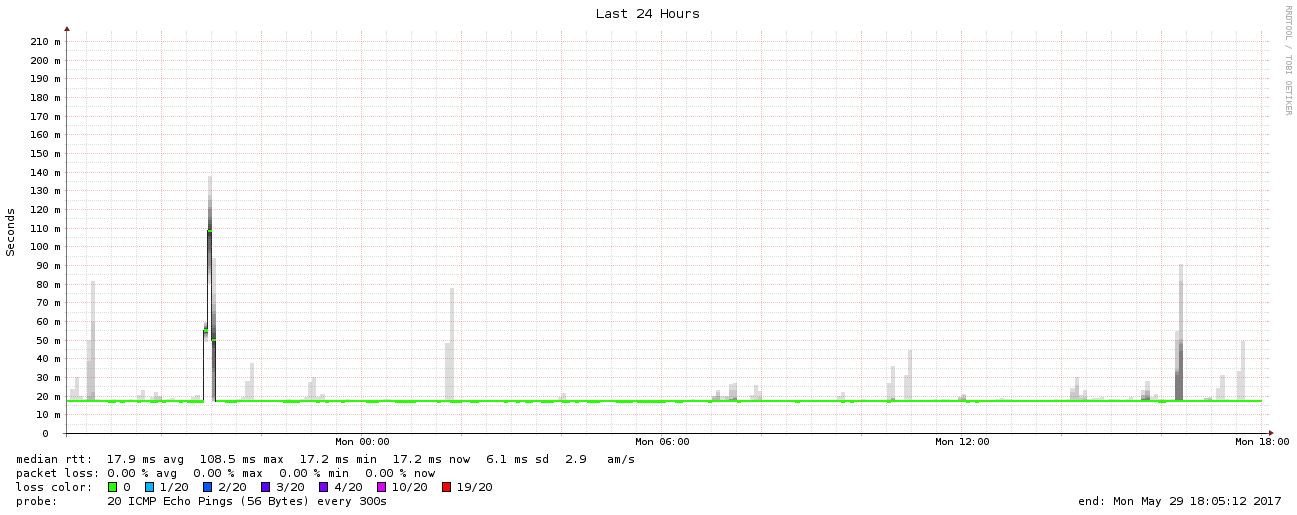 Last 24 Hours
RRDTOOL / TOBI OETIKER
Seconds
210 m
200 m
190 m
180 m
170 m
160 m
150 m
140 m
130 m
120 m
110 m
100 m
90 m
80 m
70 m
60 m
50 m
40 m
30 m
20 m
10 m
0
Mon 00:00 Mon 06:00 Mon 12:00 Mon 18:00
median rtt: 17.9 ms avg 108.5 ms max 17.2 ms min 17.2 ms now 6.1 ms sd 2.9 am/s
packet loss: 0.00 % avg 0.00 % max 0.00 % min 0.00 % now
loss color: 0 1/20 2/20 3/20 4/20 10/20 19/20
probe: 20 ICMP Echo Pings (56 Bytes) every 300s end: Mon May 29 18:05:12 2017